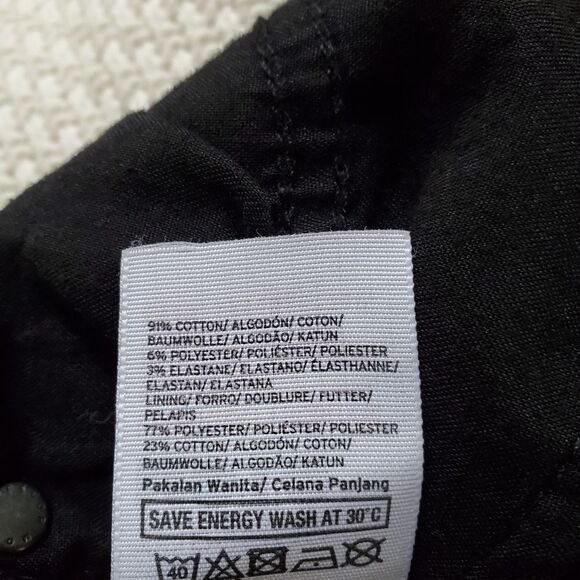 91% COTTON/ ALGODÓN/ COTON/
BAUMWOLLE/ ALGODÃO/ KATUN
6% POLYESTER/ POLIÉSTER/ POLIESTER
3% ELASTANE/ ELASTANO/ ÉLASTHANNE/
ELASTAN/ ELASTANA
LINING/ FORRO/ DOUBLURE/ FUTTER/
PELAPIS
77% POLYESTER/ POLIÉSTER/ POLIESTER
23% COTTON/ ALGODÓN/ COTON/
BAUMWOLLE/ ALGODÃO/ KATUN
Pakaian Wanita/ Celana Panjang
SAVE ENERGY WASH AT 30°C
40